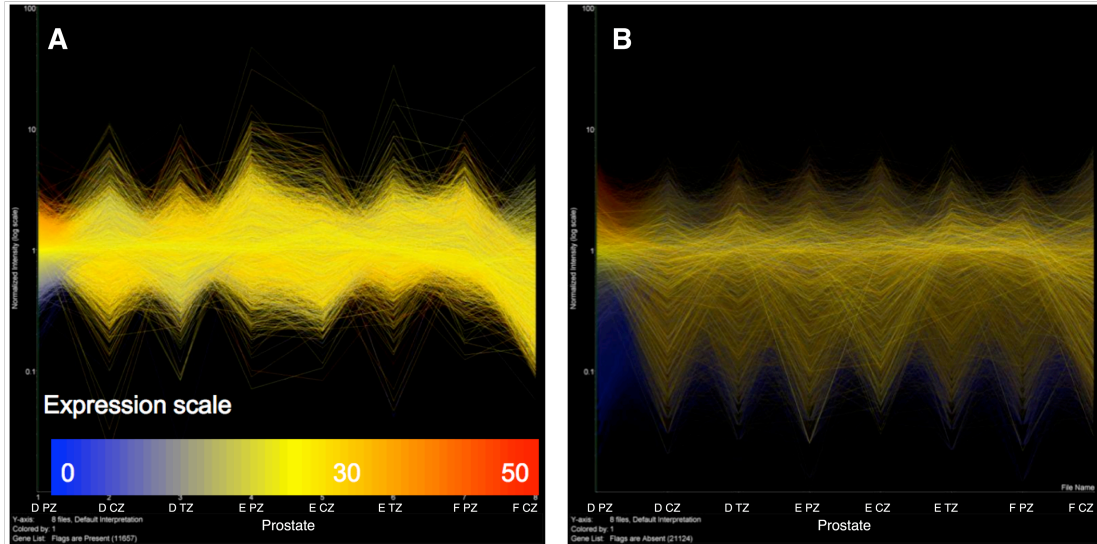 A
100
10
1
0.1
Normalized Intensity (log scale)
Expression scale
0 30 50
1 2 3 6 7 8
D PZ D CZ D TZ E PZ E CZ E TZ F PZ F CZ
Prostate
Y-axis: 8 files, Default Interpretation
Colored by: 1
Gene List: Flags are Present (11657)
B
100
10
1
0.1
Normalized Intensity (log scale)
File Name
D PZ D CZ D TZ E PZ E CZ E TZ F PZ F CZ
Prostate
Y-axis: 8 files, Default Interpretation
Colored by: 1
Gene List: Flags are Absent (21124)